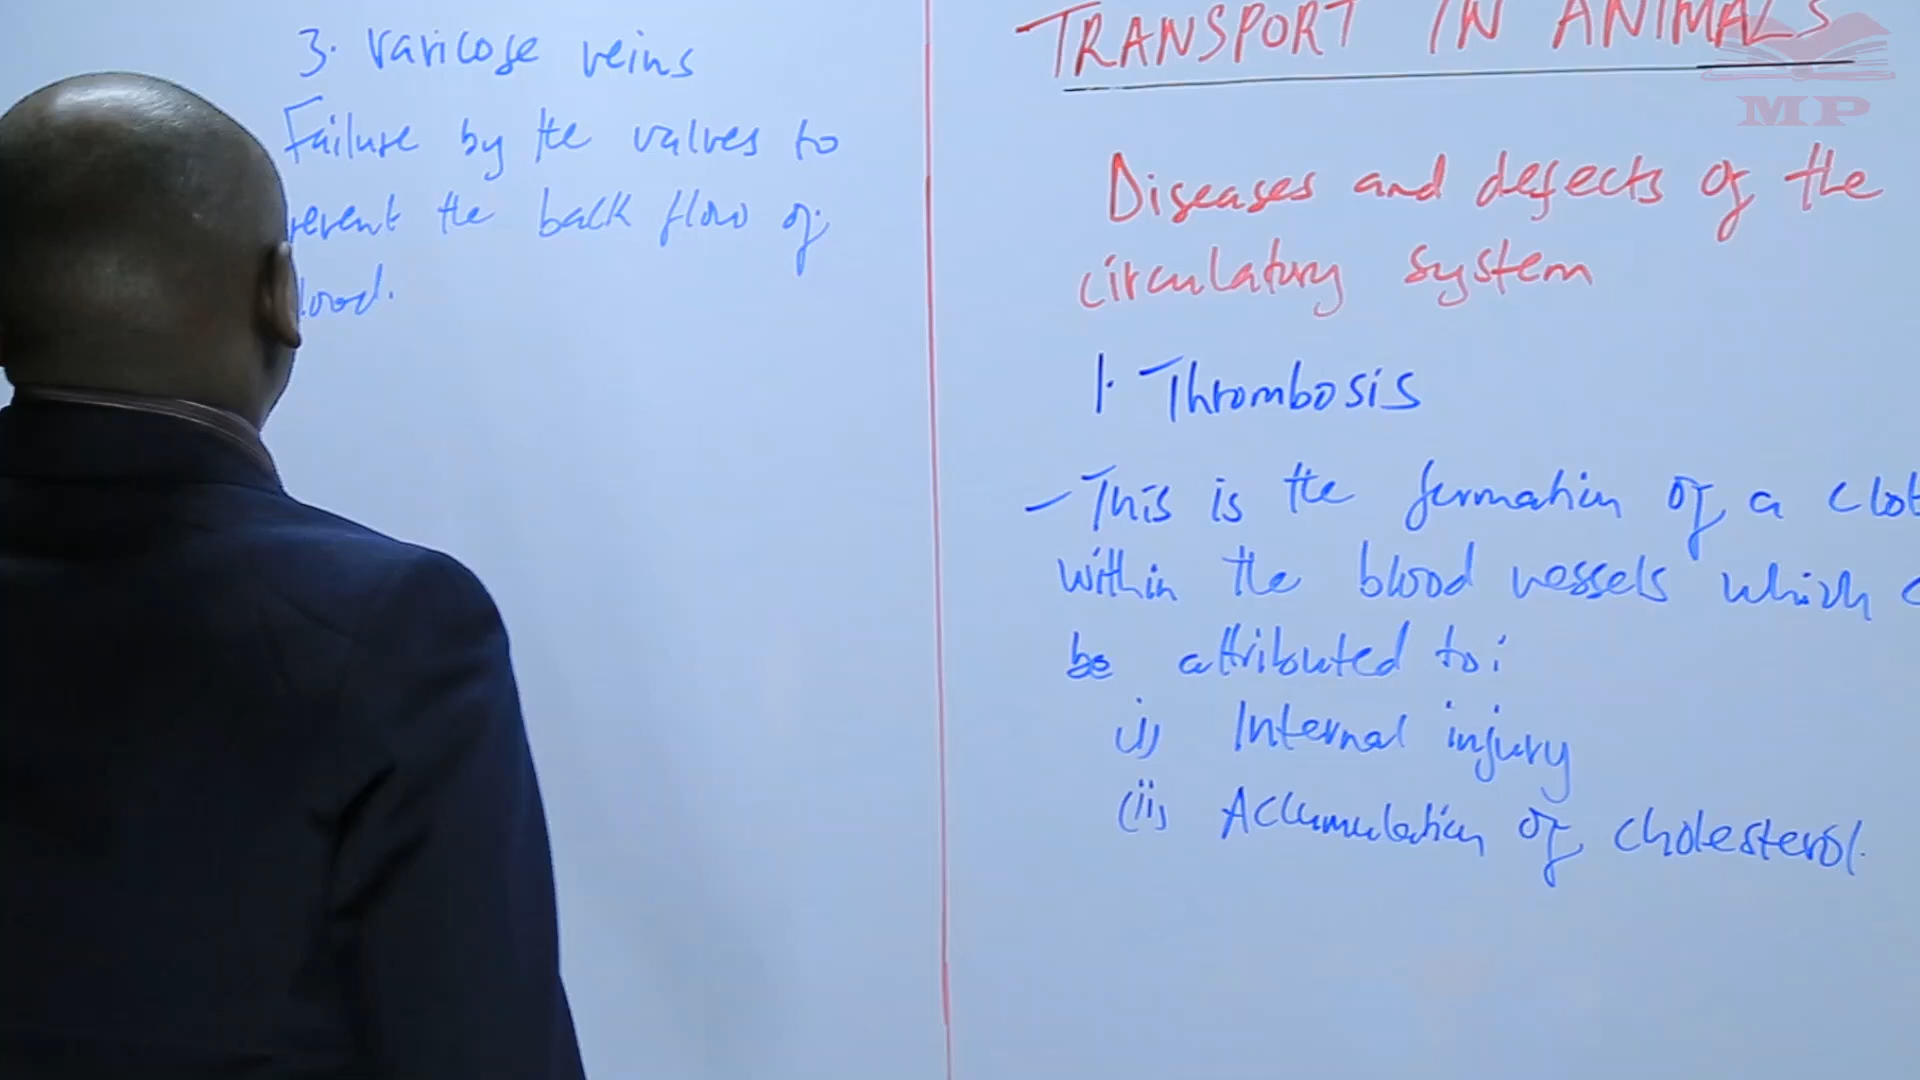 3. Varicose veins
Failure by the valves to
the back flow of
TRANSPORT IN ANIMALS
MP
Diseases and defects of the
circulatory system
1. Thrombosis
- This is the formation of a clot
within the blood vessels which
be attributed to:
(i) Internal injury
(ii) Accumulation of cholesterol.